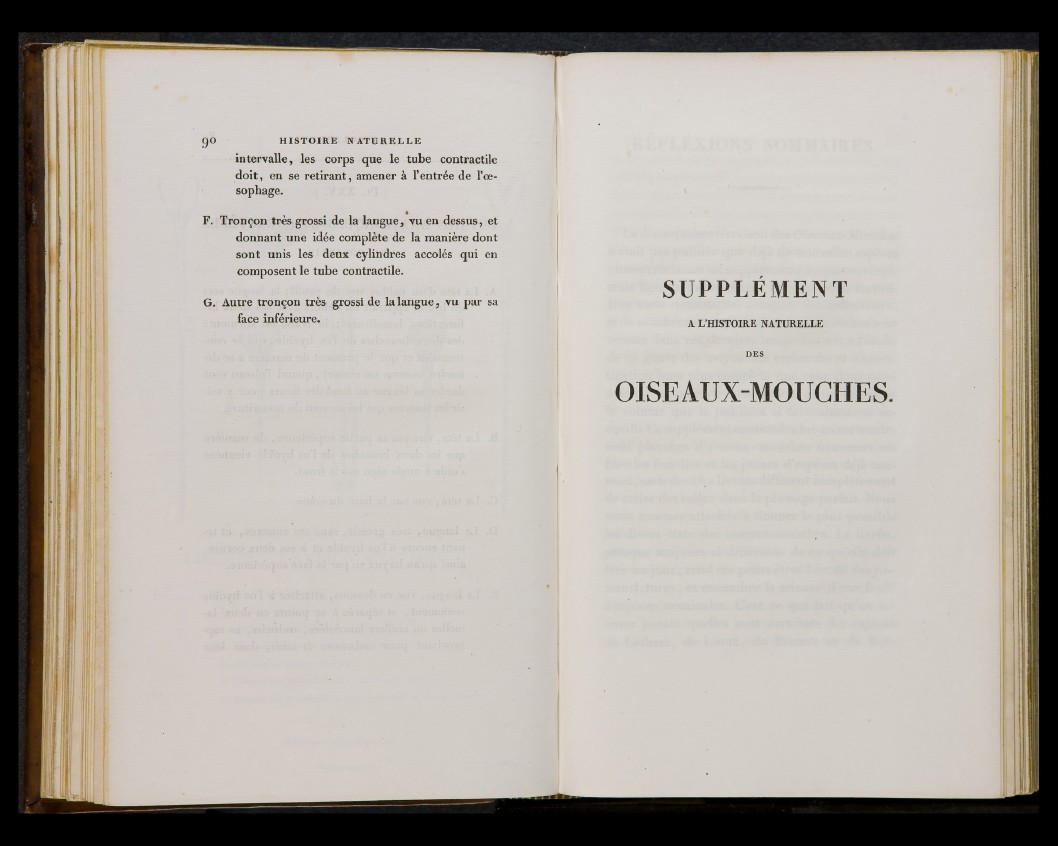 90 HISTOIRE NATURELLE
intervalle, les corps que le tube contractile
doit, en se retirant, amener à l'entrée de l'œ-
sophage.
F. Tronçon très grossi de la langue, vu en dessus, et
donnant une idée complète de la manière dont
sont unis les deux cylindres accolés qui en
composent le tube contractile.
G. Autre tronçon très grossi de la langue, vu par sa
face inférieure.
SUPPLÉMENT
A L'HISTOIRE NATURELLE
DES
OISEAUX-MOUCHES.